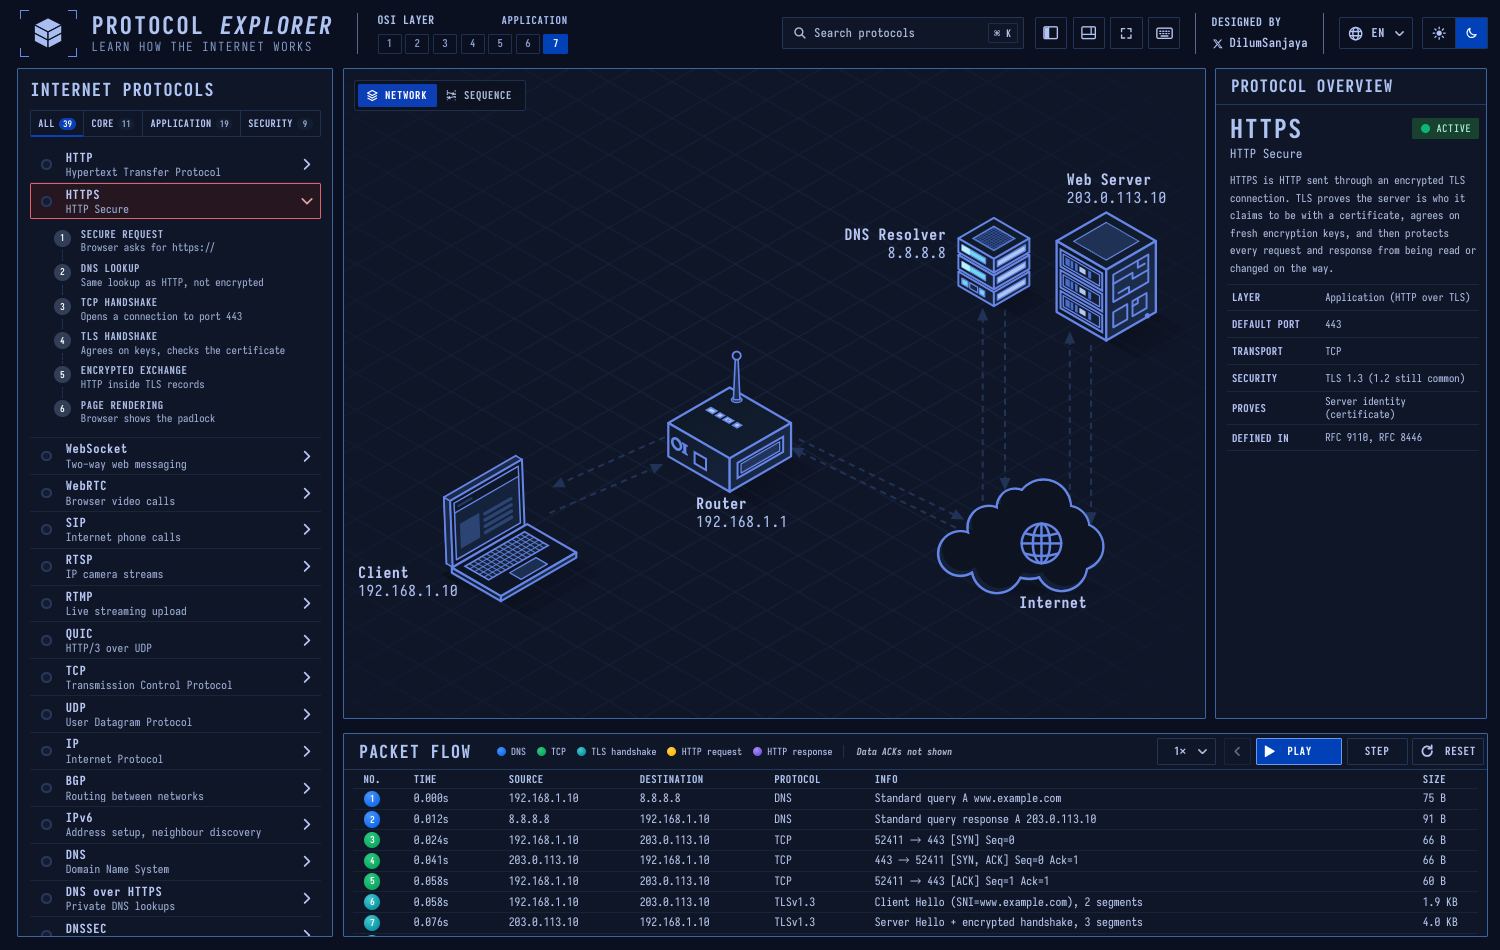 PROTOCOL EXPLORER
LEARN HOW THE INTERNET WORKS
OSI LAYER APPLICATION
1 2 3 4 5 6 7
Search protocols ⌘ K
DESIGNED BY
DilumSanjaya
EN
INTERNET PROTOCOLS
ALL 39 CORE 11 APPLICATION 19 SECURITY 9
HTTP
Hypertext Transfer Protocol
HTTPS
HTTP Secure
1 SECURE REQUEST
Browser asks for https://
2 DNS LOOKUP
Same lookup as HTTP, not encrypted
3 TCP HANDSHAKE
Opens a connection to port 443
4 TLS HANDSHAKE
Agrees on keys, checks the certificate
5 ENCRYPTED EXCHANGE
HTTP inside TLS records
6 PAGE RENDERING
Browser shows the padlock
WebSocket
Two-way web messaging
WebRTC
Browser video calls
SIP
Internet phone calls
RTSP
IP camera streams
RTMP
Live streaming upload
QUIC
HTTP/3 over UDP
TCP
Transmission Control Protocol
UDP
User Datagram Protocol
IP
Internet Protocol
BGP
Routing between networks
IPv6
Address setup, neighbour discovery
DNS
Domain Name System
DNS over HTTPS
Private DNS lookups
DNSSEC
NETWORK SEQUENCE
Web Server
203.0.113.10
DNS Resolver
8.8.8.8
Router
192.168.1.1
Client
192.168.1.10
Internet
PROTOCOL OVERVIEW
HTTPS ACTIVE
HTTP Secure
HTTPS is HTTP sent through an encrypted TLS
connection. TLS proves the server is who it
claims to be with a certificate, agrees on
fresh encryption keys, and then protects
every request and response from being read or
changed on the way.
LAYER Application (HTTP over TLS)
DEFAULT PORT 443
TRANSPORT TCP
SECURITY TLS 1.3 (1.2 still common)
PROVES Server identity
(certificate)
DEFINED IN RFC 9110, RFC 8446
PACKET FLOW DNS TCP TLS handshake HTTP request HTTP response Data ACKs not shown 1× PLAY STEP RESET
NO. TIME SOURCE DESTINATION PROTOCOL INFO SIZE
1 0.000s 192.168.1.10 8.8.8.8 DNS Standard query A www.example.com 75 B
2 0.012s 8.8.8.8 192.168.1.10 DNS Standard query response A 203.0.113.10 91 B
3 0.024s 192.168.1.10 203.0.113.10 TCP 52411 → 443 [SYN] Seq=0 66 B
4 0.041s 203.0.113.10 192.168.1.10 TCP 443 → 52411 [SYN, ACK] Seq=0 Ack=1 66 B
5 0.058s 192.168.1.10 203.0.113.10 TCP 52411 → 443 [ACK] Seq=1 Ack=1 60 B
6 0.058s 192.168.1.10 203.0.113.10 TLSv1.3 Client Hello (SNI=www.example.com), 2 segments 1.9 KB
7 0.076s 203.0.113.10 192.168.1.10 TLSv1.3 Server Hello + encrypted handshake, 3 segments 4.0 KB